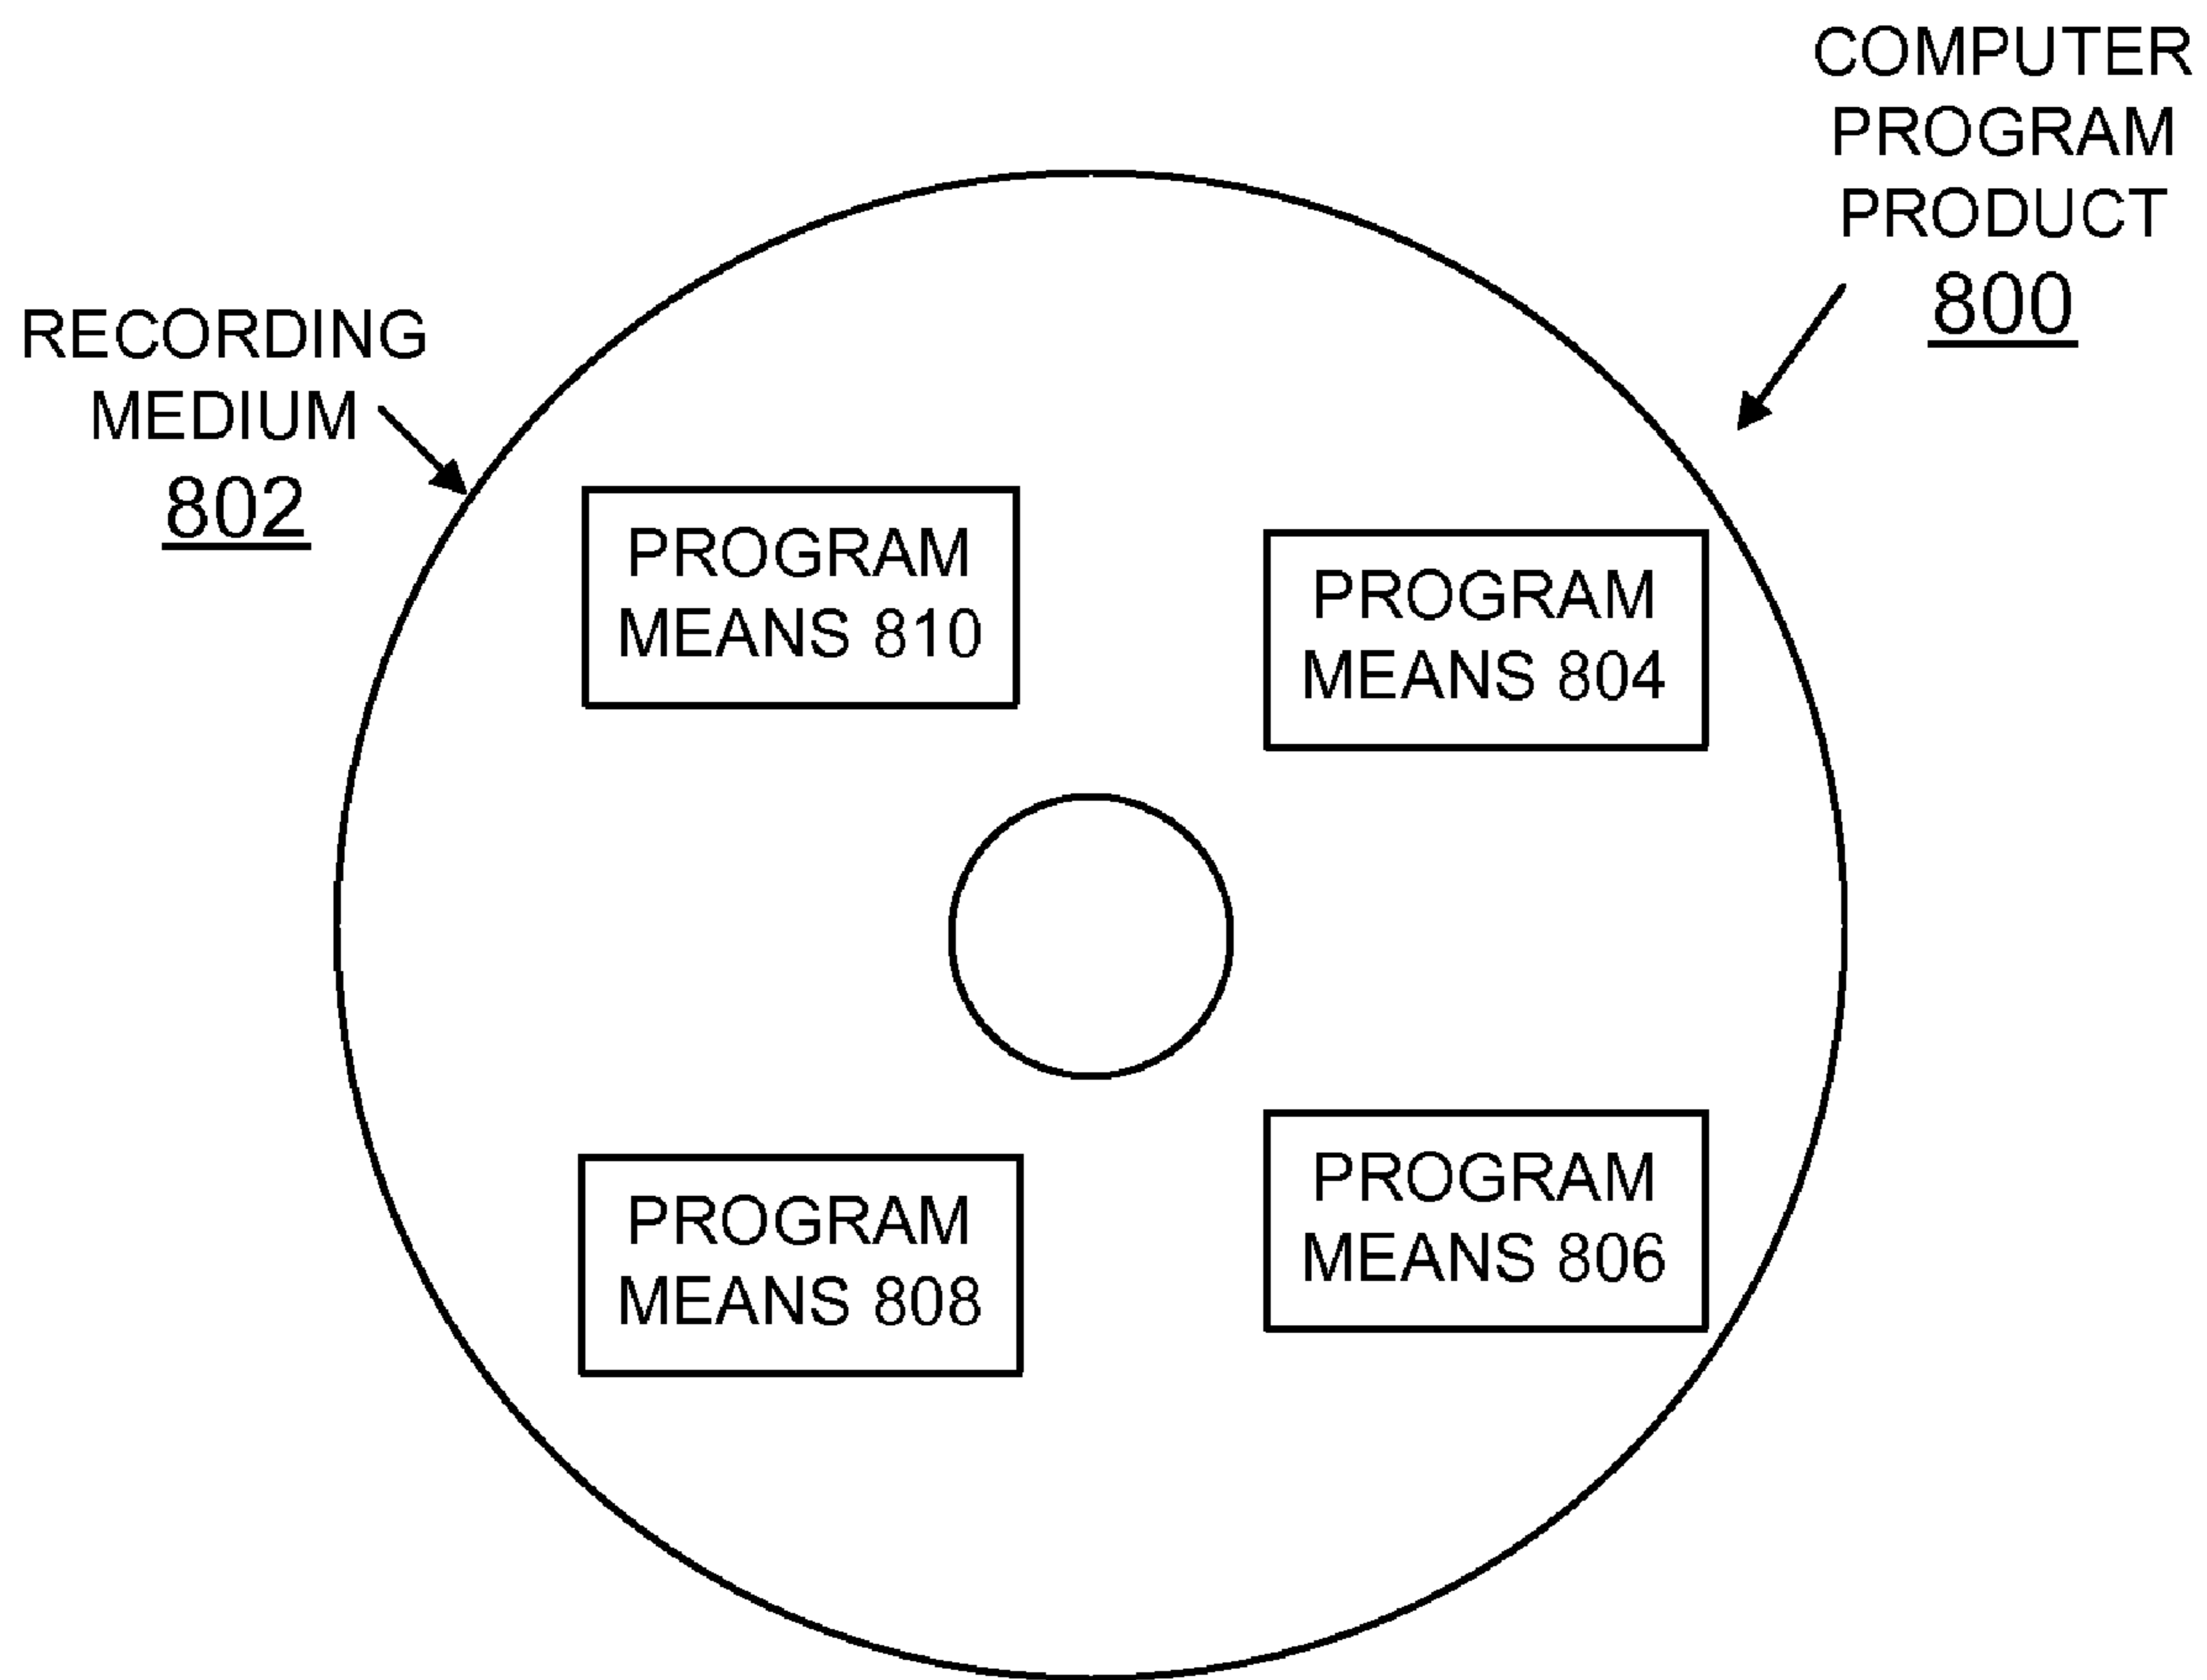 COMPUTER
PROGRAM
PRODUCT
800
RECORDING
MEDIUM
802
PROGRAM
MEANS 810
PROGRAM
MEANS 804
PROGRAM
MEANS 808
PROGRAM
MEANS 806